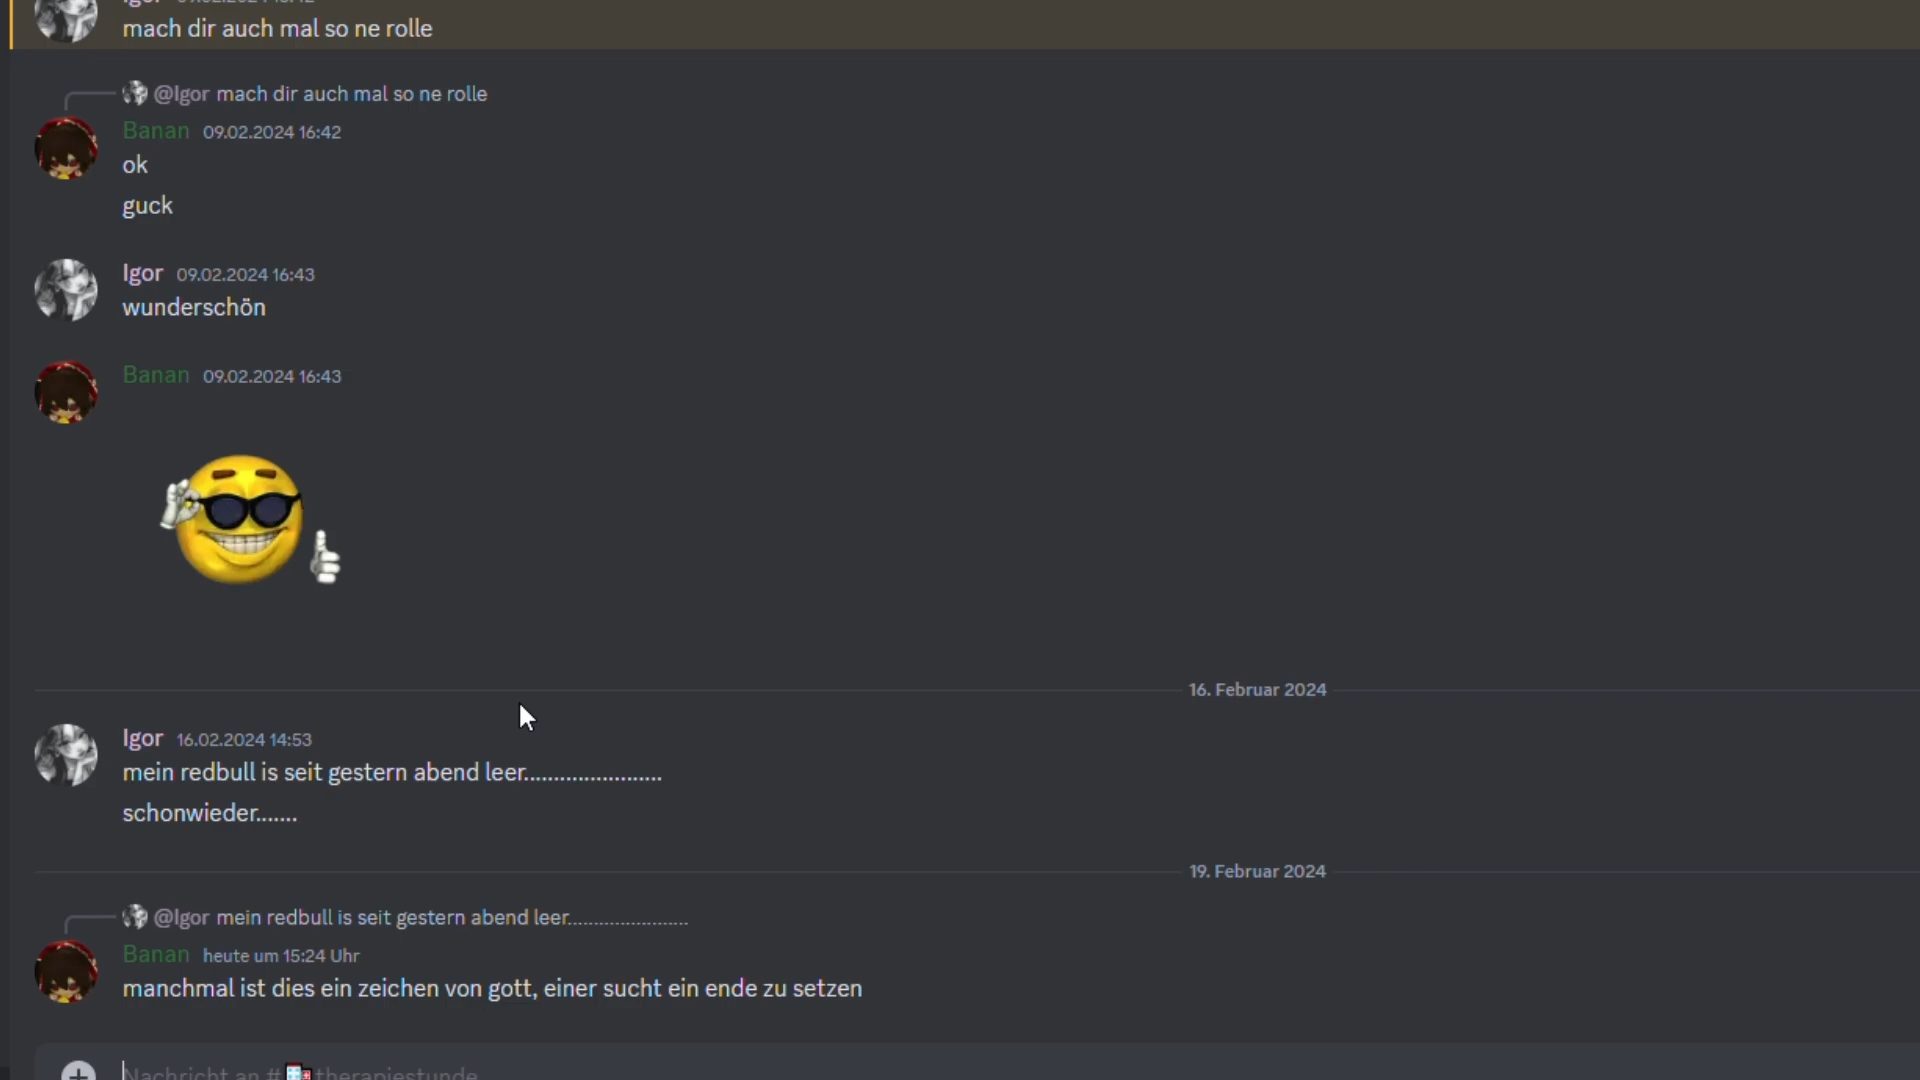 Igor 09.02.2024 16:42
mach dir auch mal so ne rolle
@Igor mach dir auch mal so ne rolle
Banan 09.02.2024 16:42
ok
guck
Igor 09.02.2024 16:43
wunderschön
Banan 09.02.2024 16:43
16. Februar 2024
Igor 16.02.2024 14:53
mein redbull is seit gestern abend leer.......................
schonwieder.......
19. Februar 2024
@Igor mein redbull is seit gestern abend leer.......................
Banan heute um 15:24 Uhr
manchmal ist dies ein zeichen von gott, einer sucht ein ende zu setzen
Nachricht an #🏥therapiestunde